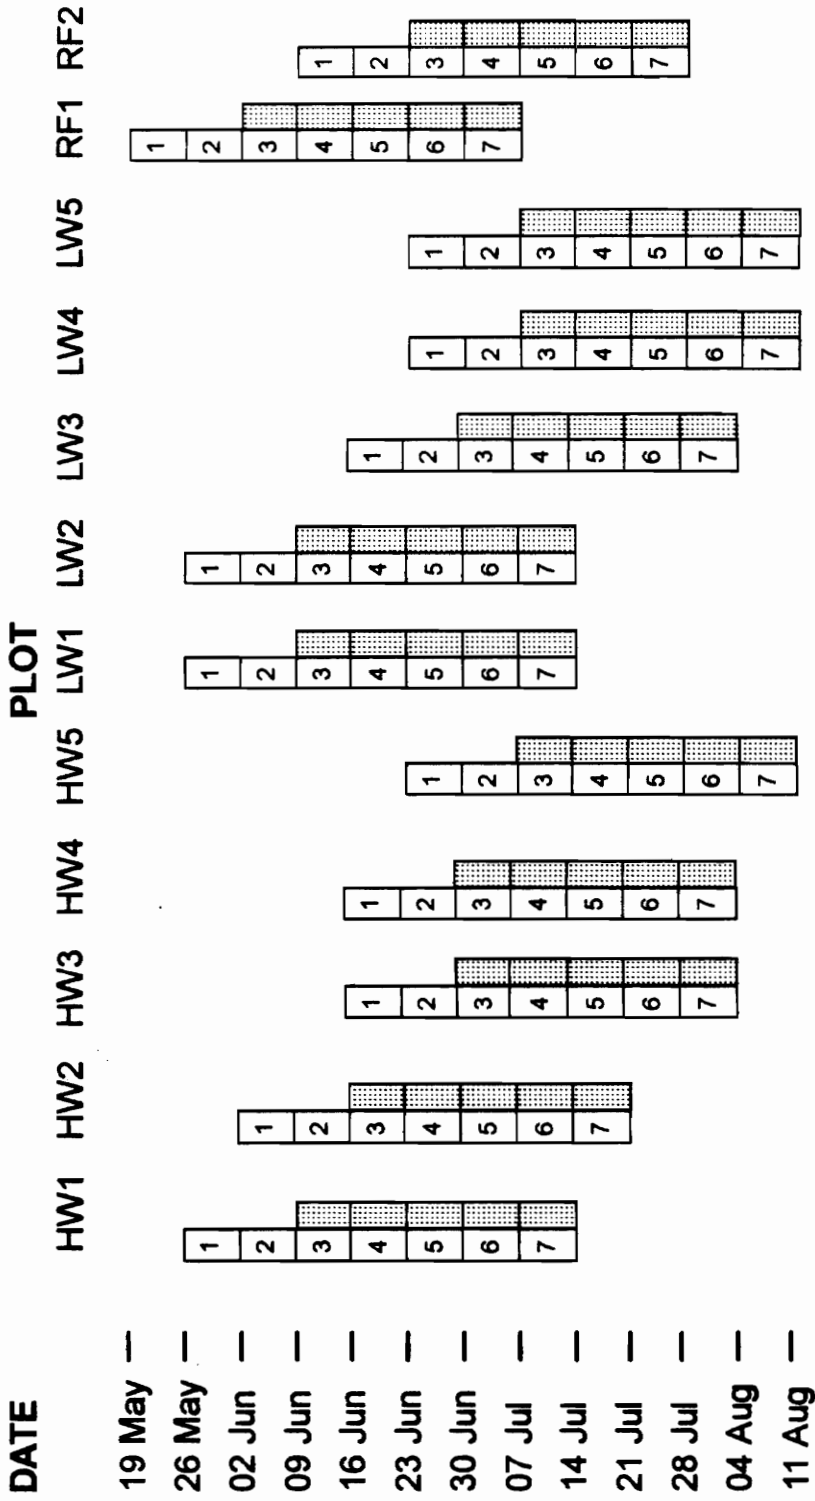 DATE PLOT
HW1 HW2 HW3 HW4 HW5 LW1 LW2 LW3 LW4 LW5 RF1 RF2
19 May —
1
26 May —
1 1 1 2
02 Jun —
2 1 2 2 3
09 Jun —
3 2 3 3 4 1
16 Jun —
4 3 1 1 4 4 1 5 2
23 Jun —
5 4 2 2 1 5 5 2 1 1 6 3
30 Jun —
6 5 3 3 2 6 6 3 2 2 7 4
07 Jul —
7 6 4 4 3 7 7 4 3 3 5
14 Jul —
7 5 5 4 5 4 4 6
21 Jul —
6 6 5 6 5 5 7
28 Jul —
7 7 6 7 6 6
04 Aug —
7 7 7
11 Aug —